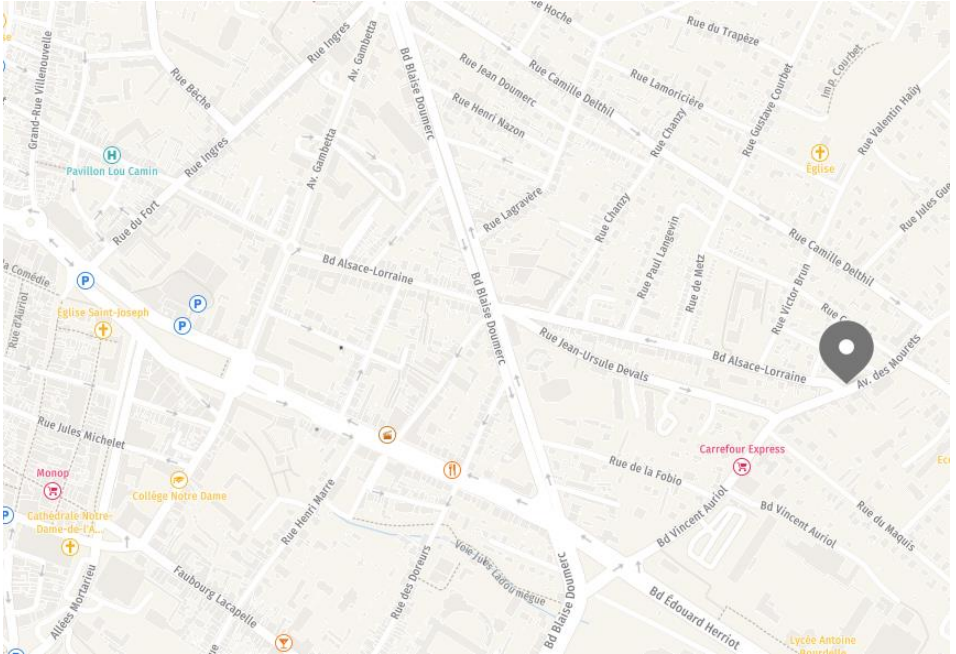 Rue Hoche
Rue du Trapèze
Rue Ingres
Av. Gambetta
Bd Blaise Doumerc
Grand-Rue Villenouvelle
Rue Bêche
Rue Jean Doumerc
Rue Camille Delthil
Rue Lamoricière
Rue Gustave Courbet
Imp. Courbet
Rue Valentin Haüy
Rue Henri Nazon
Rue Chanzy
H
Pavillon Lou Camin
Rue Ingres
Av. Gambetta
Église
Rue du Fort
Rue Lagravère
Rue Chanzy
Rue Paul Langevin
Rue de Metz
Rue Camille Delthil
Rue Jules Gue
la Comédie
P
Bd Alsace-Lorraine
Bd Blaise Doumerc
Rue Victor Brun
Rue d'Auriol
Église Saint-Joseph
P
P
Rue Jean-Ursule Devals
Bd Alsace-Lorraine
Av. des Mourets
Rue Jules Michelet
Monop
Collège Notre Dame
Carrefour Express
Rue de la Fobio
P
Cathédrale Notre-
Dame-de-l'A...
Rue Henri Marre
Bd Vincent Auriol
Bd Vincent Auriol
Rue du Maquis
Allées Mortarieu
Faubourg Lacapelle
Rue des Doreurs
Voie Jules Ladoumègue
Bd Blaise Doumerc
Bd Édouard Herriot
Lycée Antoine
Bourdelle